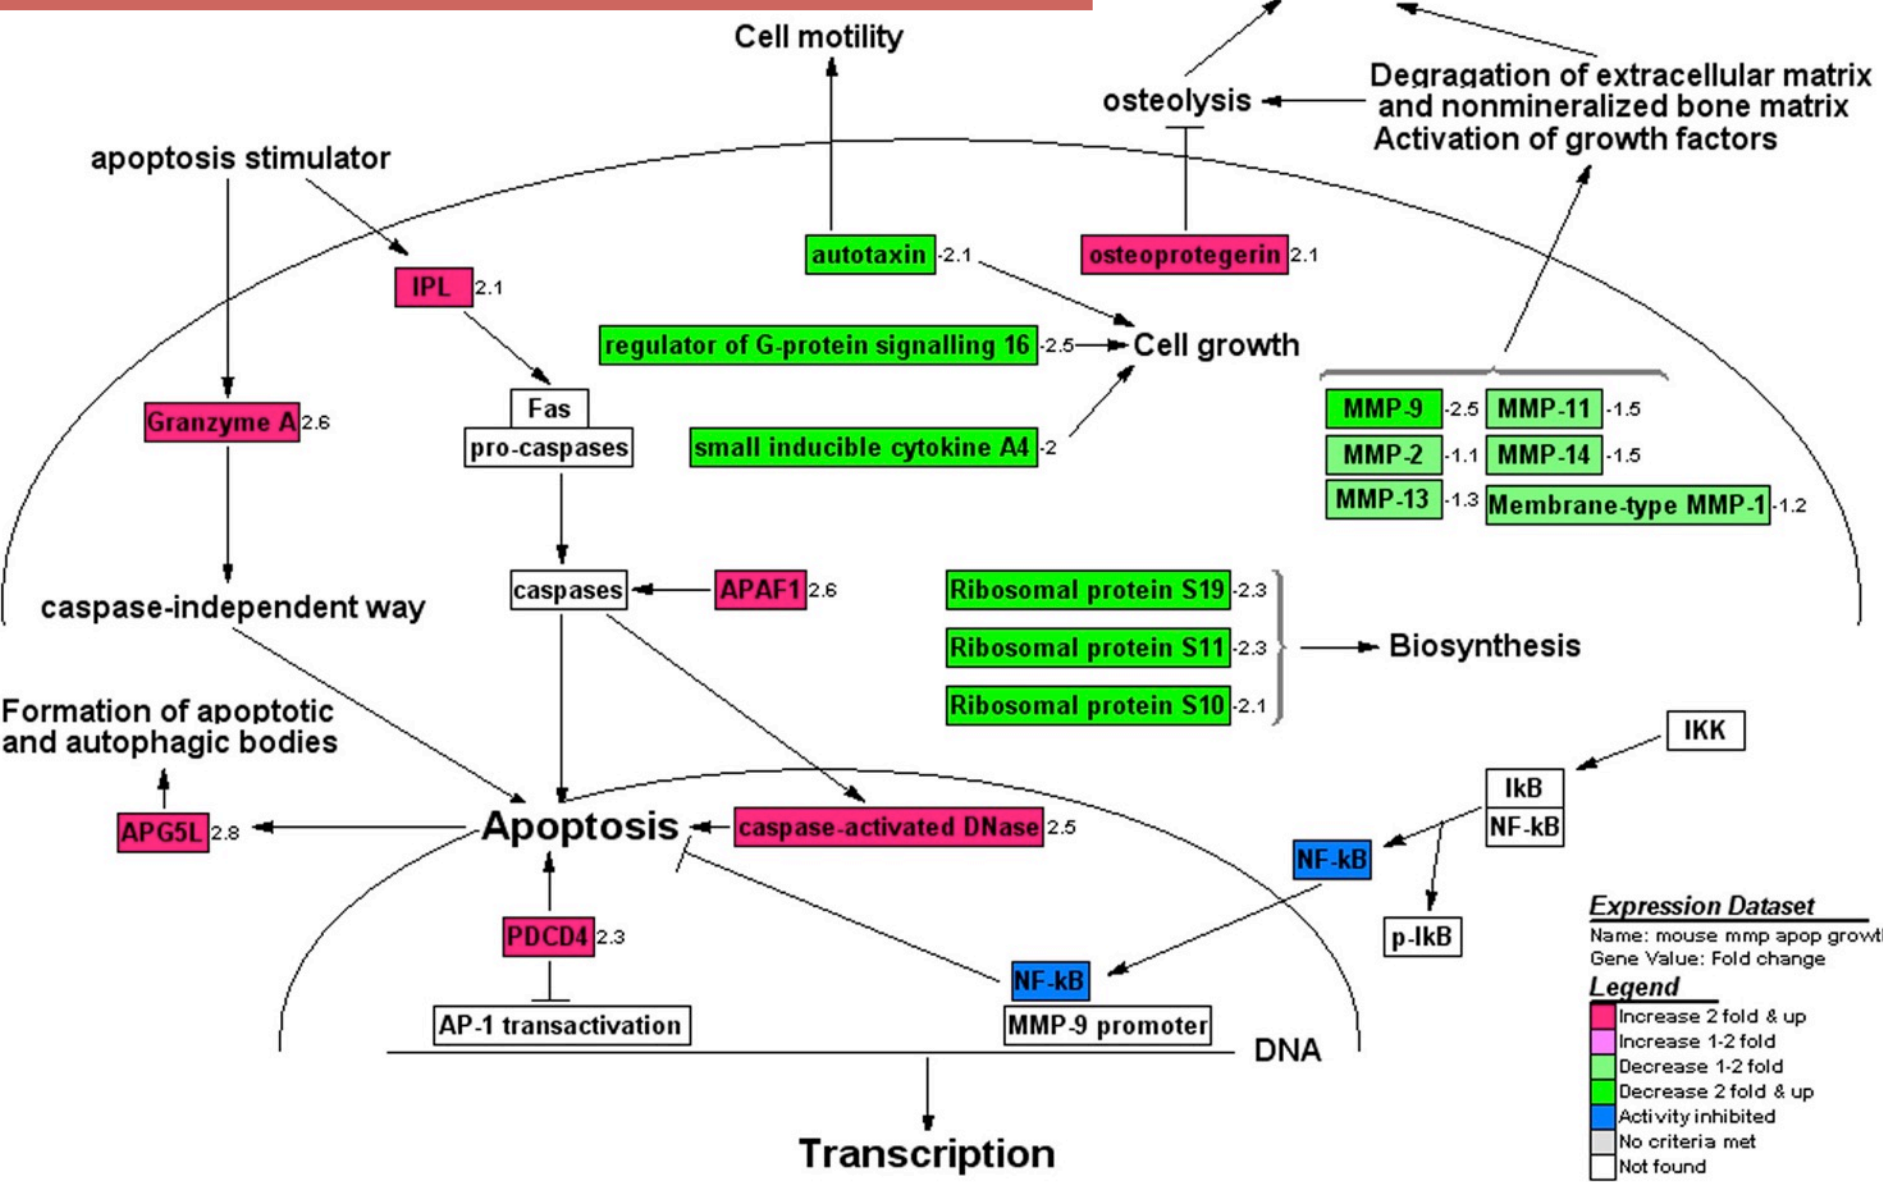 Cell motility
Degragation of extracellular matrix
and nonmineralized bone matrix
Activation of growth factors
osteolysis
apoptosis stimulator
autotaxin -2.1
osteoprotegerin 2.1
IPL 2.1
regulator of G-protein signalling 16 -2.5
Cell growth
Granzyme A 2.6
Fas
pro-caspases
small inducible cytokine A4 -2
MMP-9 -2.5 MMP-11 -1.5
MMP-2 -1.1 MMP-14 -1.5
MMP-13 -1.3 Membrane-type MMP-1 -1.2
caspase-independent way
caspases
APAF1 2.6
Ribosomal protein S19 -2.3
Ribosomal protein S11 -2.3
Ribosomal protein S10 -2.1
Biosynthesis
Formation of apoptotic
and autophagic bodies
IKK
IkB
NF-kB
APG5L 2.8
Apoptosis
caspase-activated DNase 2.5
NF-kB
p-IkB
PDCD4 2.3
NF-kB
AP-1 transactivation
MMP-9 promoter
DNA
Transcription
Expression Dataset
Name: mouse mmp apop growth
Gene Value: Fold change
Legend
Increase 2 fold & up
Increase 1-2 fold
Decrease 1-2 fold
Decrease 2 fold & up
Activity inhibited
No criteria met
Not found